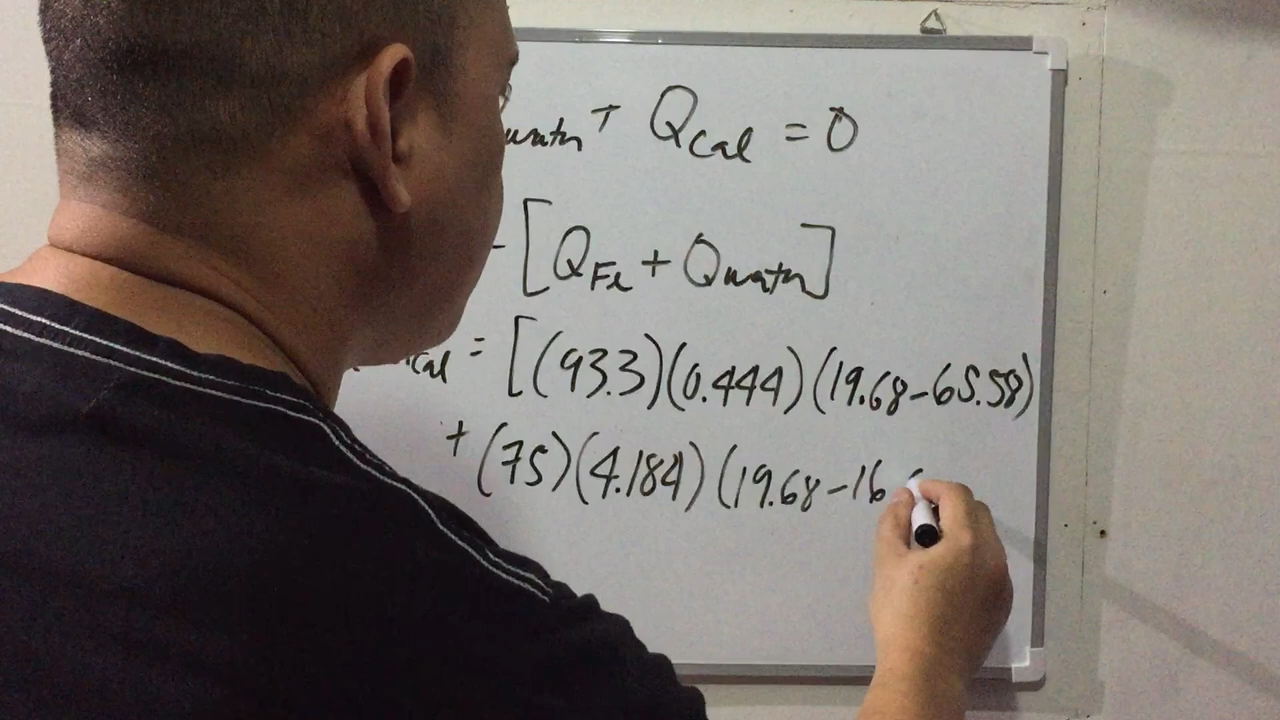 water + Qcal = 0
- [QFe + Qwater]
cal = [(93.3)(0.444)(19.68-65.58)
+ (75)(4.184)(19.68-16